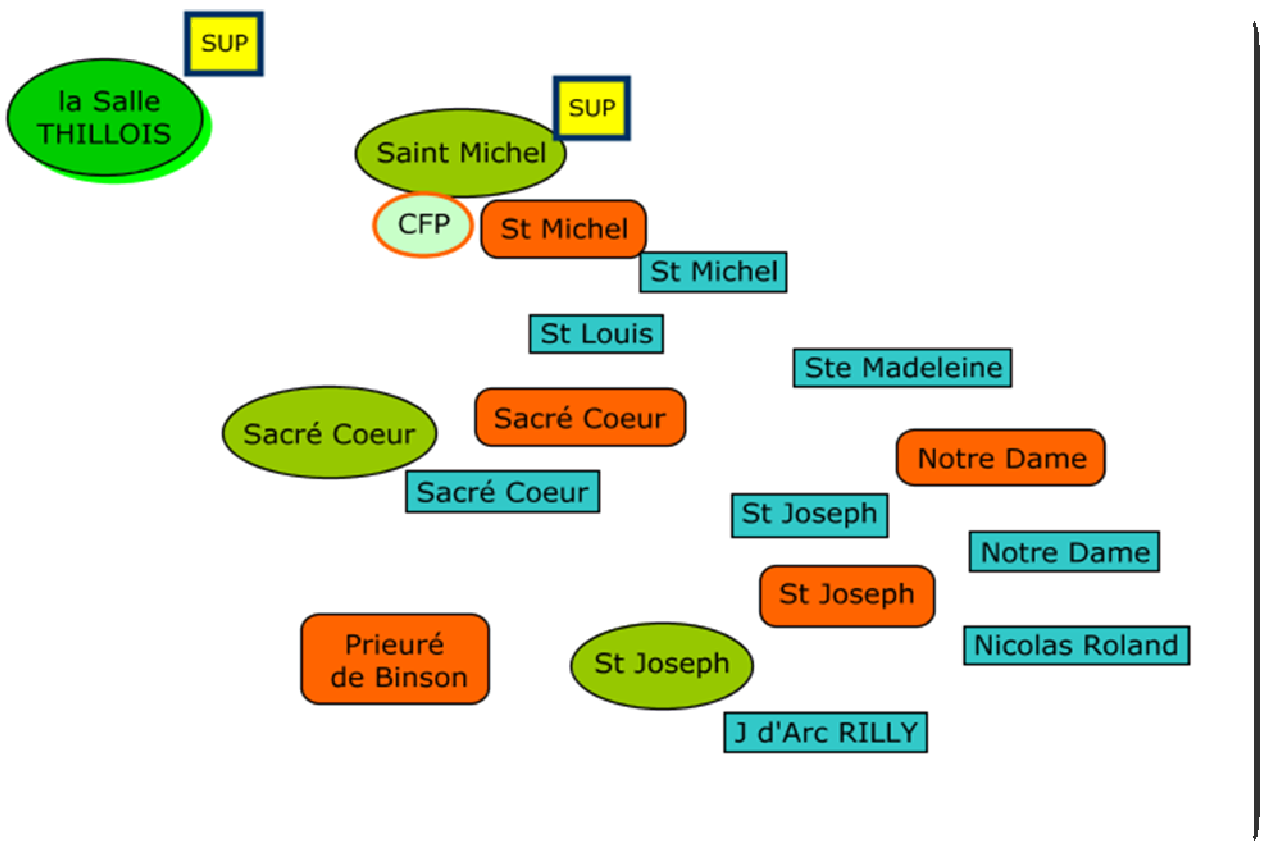 SUP
la Salle
THILLOIS
SUP
Saint Michel
CFP
St Michel
St Michel
St Louis
Ste Madeleine
Sacré Coeur
Sacré Coeur
Notre Dame
Sacré Coeur
St Joseph
Notre Dame
St Joseph
Prieuré
de Binson
St Joseph
Nicolas Roland
J d'Arc RILLY